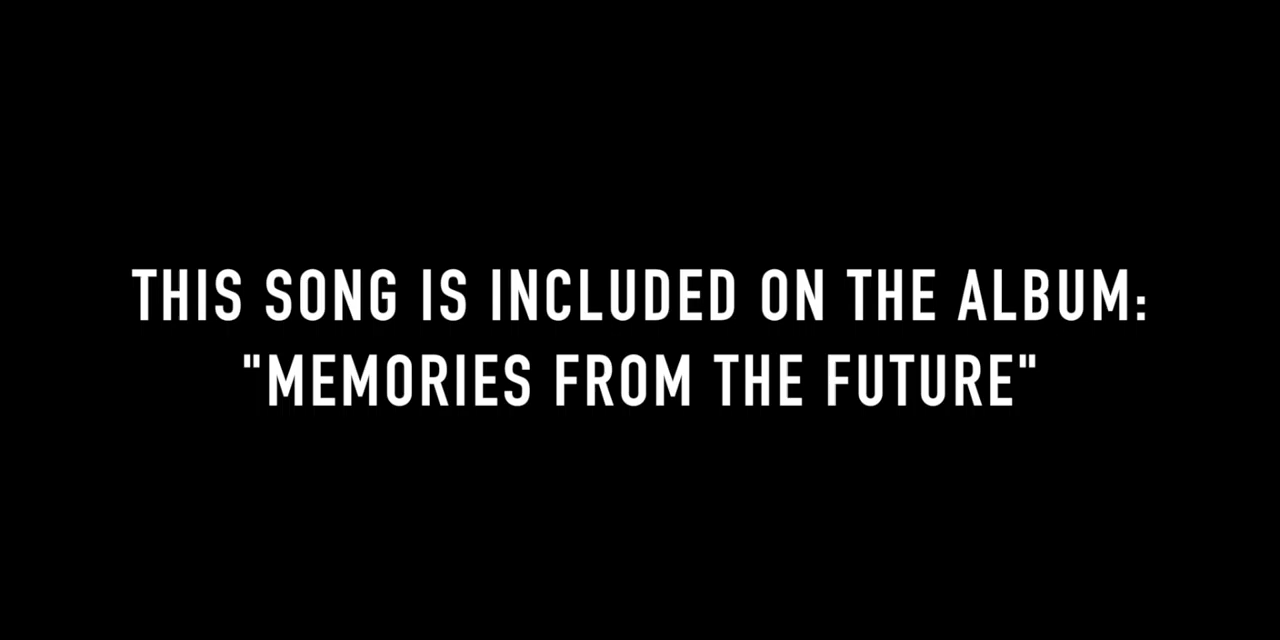 THIS SONG IS INCLUDED ON THE ALBUM:
"MEMORIES FROM THE FUTURE"